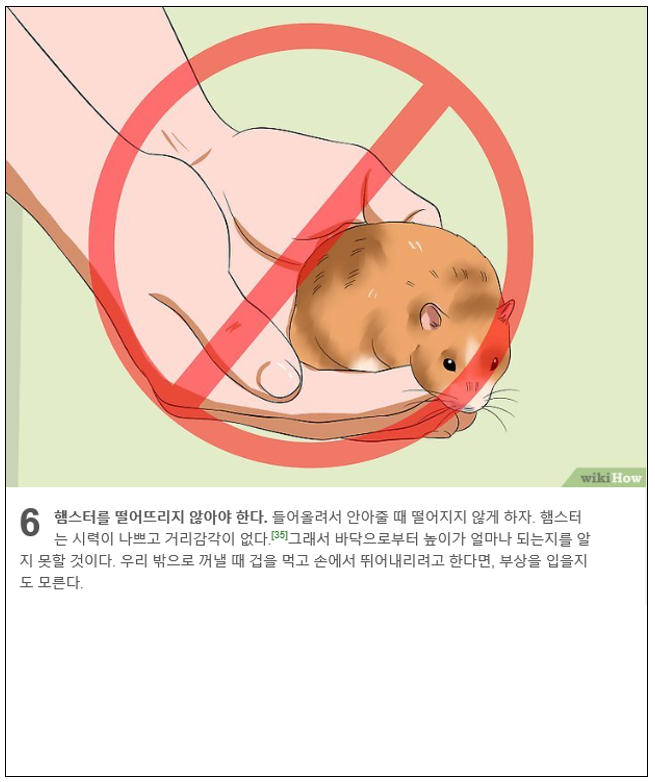 wikiHow
6 햄스터를 떨어뜨리지 않아야 한다. 들어올려서 안아줄 때 떨어지지 않게 하자. 햄스터
는 시력이 나쁘고 거리감각이 없다.[35]그래서 바닥으로부터 높이가 얼마나 되는지를 알
지 못할 것이다. 우리 밖으로 꺼낼 때 겁을 먹고 손에서 뛰어내리려고 한다면, 부상을 입을지
도 모른다.